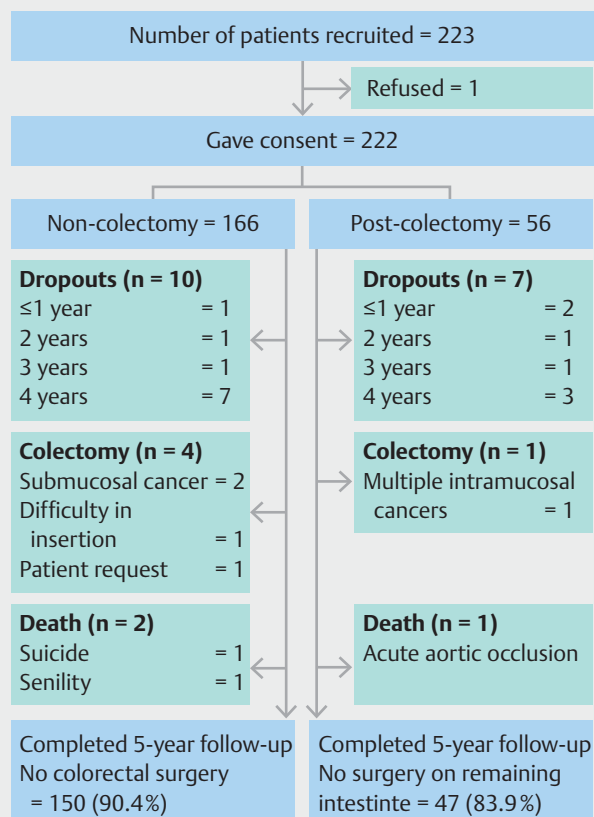 Number of patients recruited = 223
Refused = 1
Gave consent = 222
Non-colectomy = 166
Post-colectomy = 56
Dropouts (n = 10)
≤1 year = 1
2 years = 1
3 years = 1
4 years = 7
Dropouts (n = 7)
≤1 year = 2
2 years = 1
3 years = 1
4 years = 3
Colectomy (n = 4)
Submucosal cancer = 2
Difficulty in
insertion = 1
Patient request = 1
Colectomy (n = 1)
Multiple intramucosal
cancers = 1
Death (n = 2)
Suicide = 1
Senility = 1
Death (n = 1)
Acute aortic occlusion
Completed 5-year follow-up
No colorectal surgery
= 150 (90.4%)
Completed 5-year follow-up
No surgery on remaining
intestinte = 47 (83.9%)